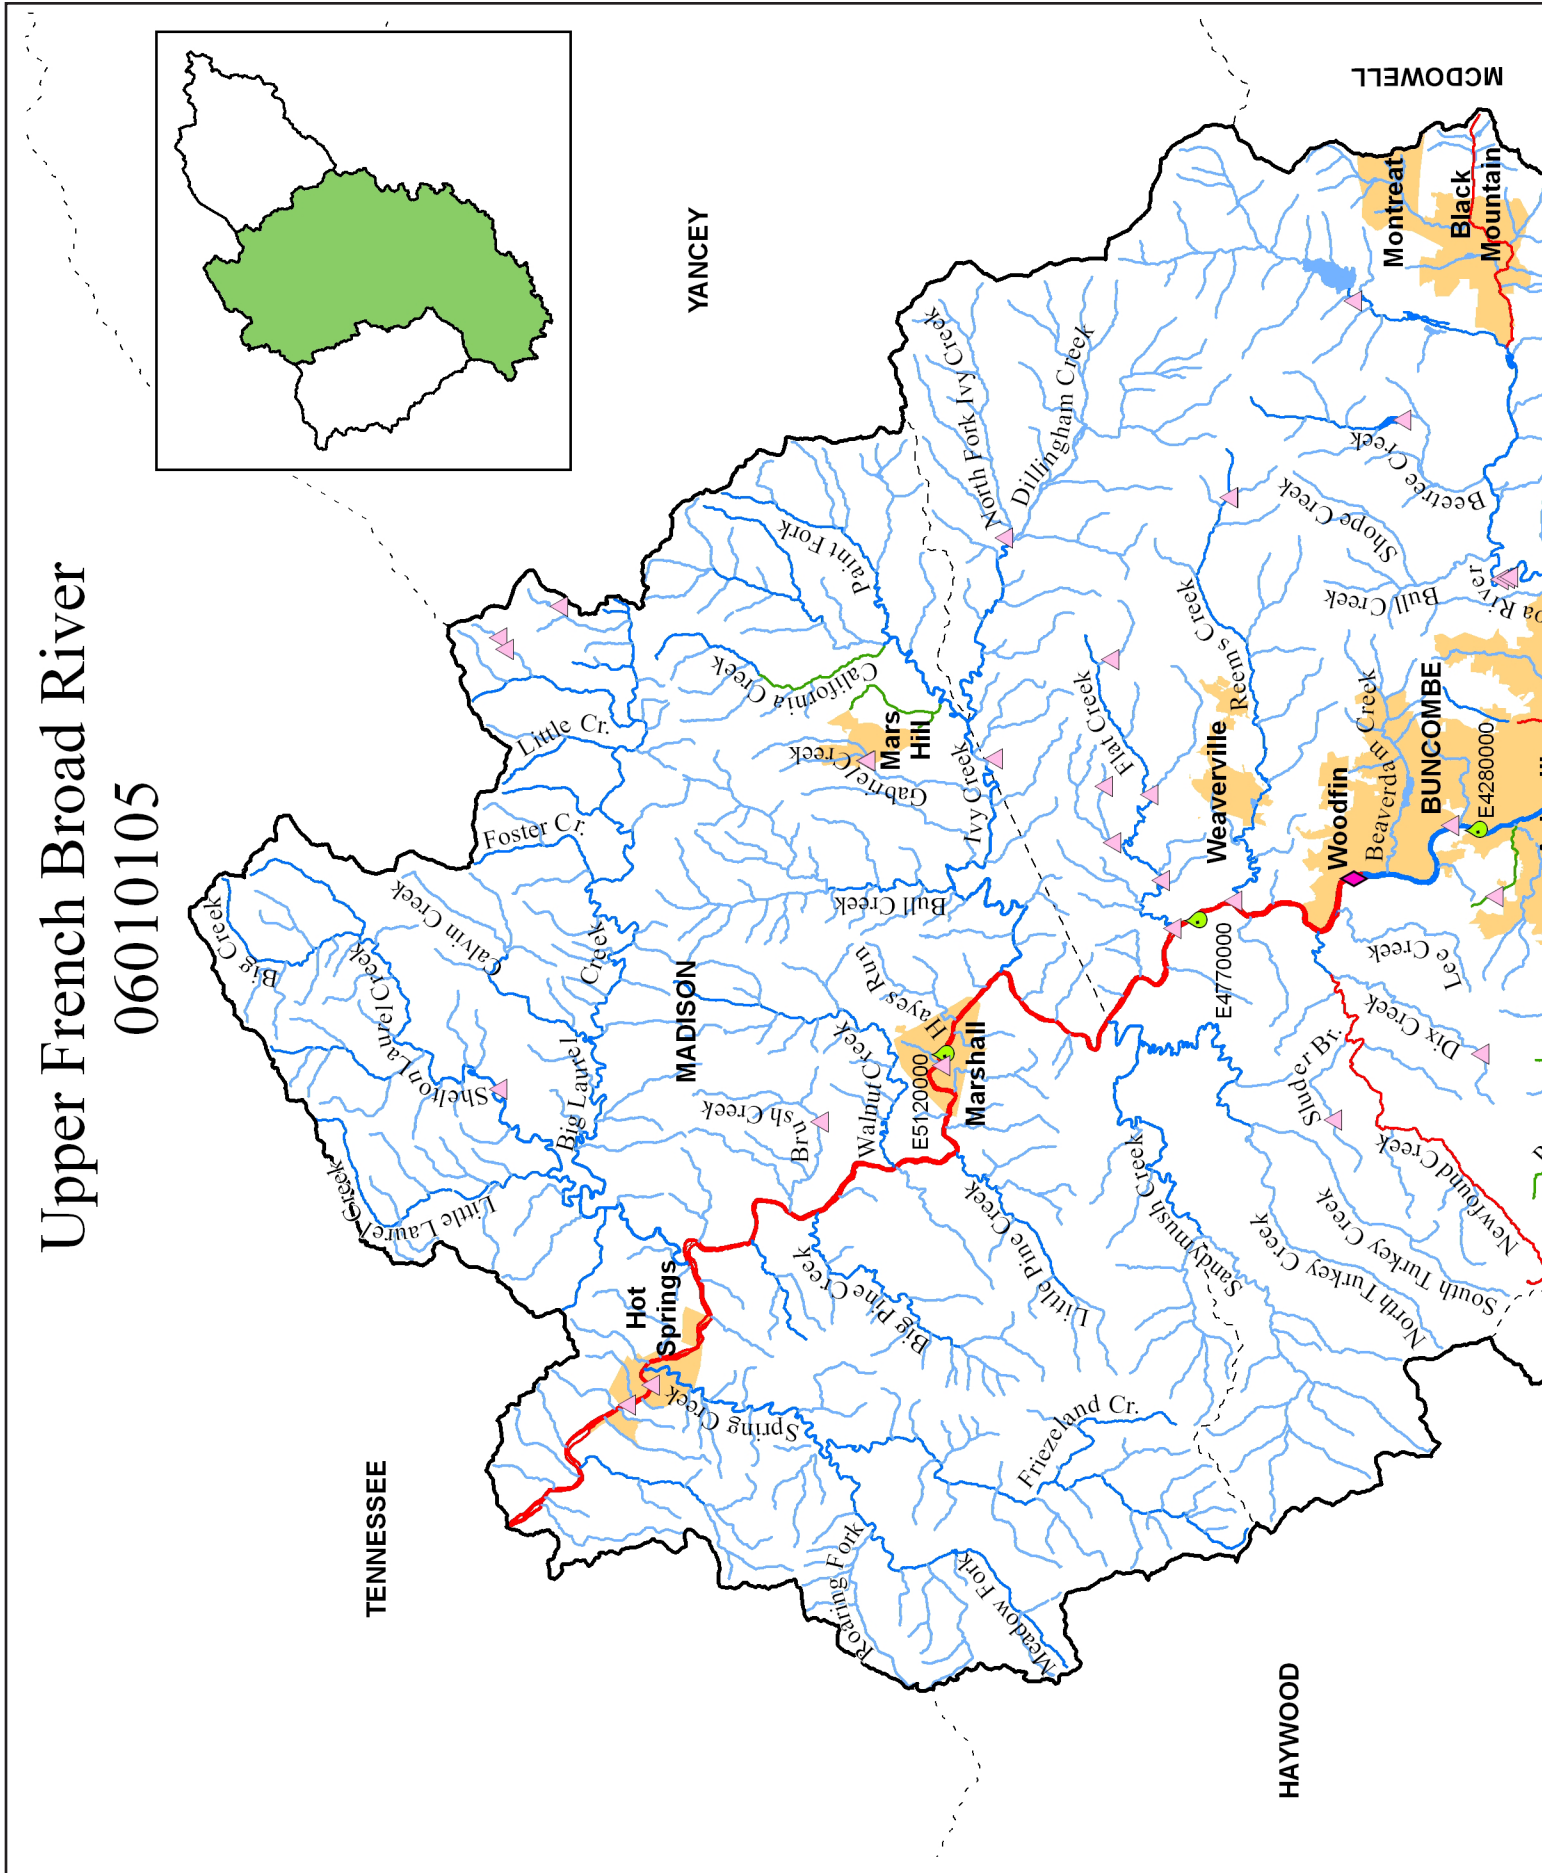 Upper French Broad River
06010105
TENNESSEE
YANCEY
MCDOWELL
HAYWOOD
MADISON
BUNCOMBE
Big Creek
Shelton Laurel Creek
Calvin Creek
Foster Cr.
Little Cr.
Little Laurel Creek
Big Laurel
Creek
Hot
Springs
Spring Creek
Roaring Fork
Meadow Fork
Friezeland Cr.
Big Pine Creek
Little Pine Creek
Brush Creek
Walnut Creek
Hayes Run
E5120000
Marshall
Bull Creek
Gabriel Creek
Mars
Hill
California Creek
Paint Fork
Ivy Creek
North Fork Ivy Creek
Dillingham Creek
Flat Creek
Reems Creek
Weaverville
E4770000
Sandymush Creek
North Turkey Creek
South Turkey Creek
Sluder Br.
Newfound Creek
Dix Creek
Lee Creek
Woodfin
Beaverdam Creek
E4280000
Bull Creek
Shope Creek
Beetree Creek
Montreat
Black
Mountain
River